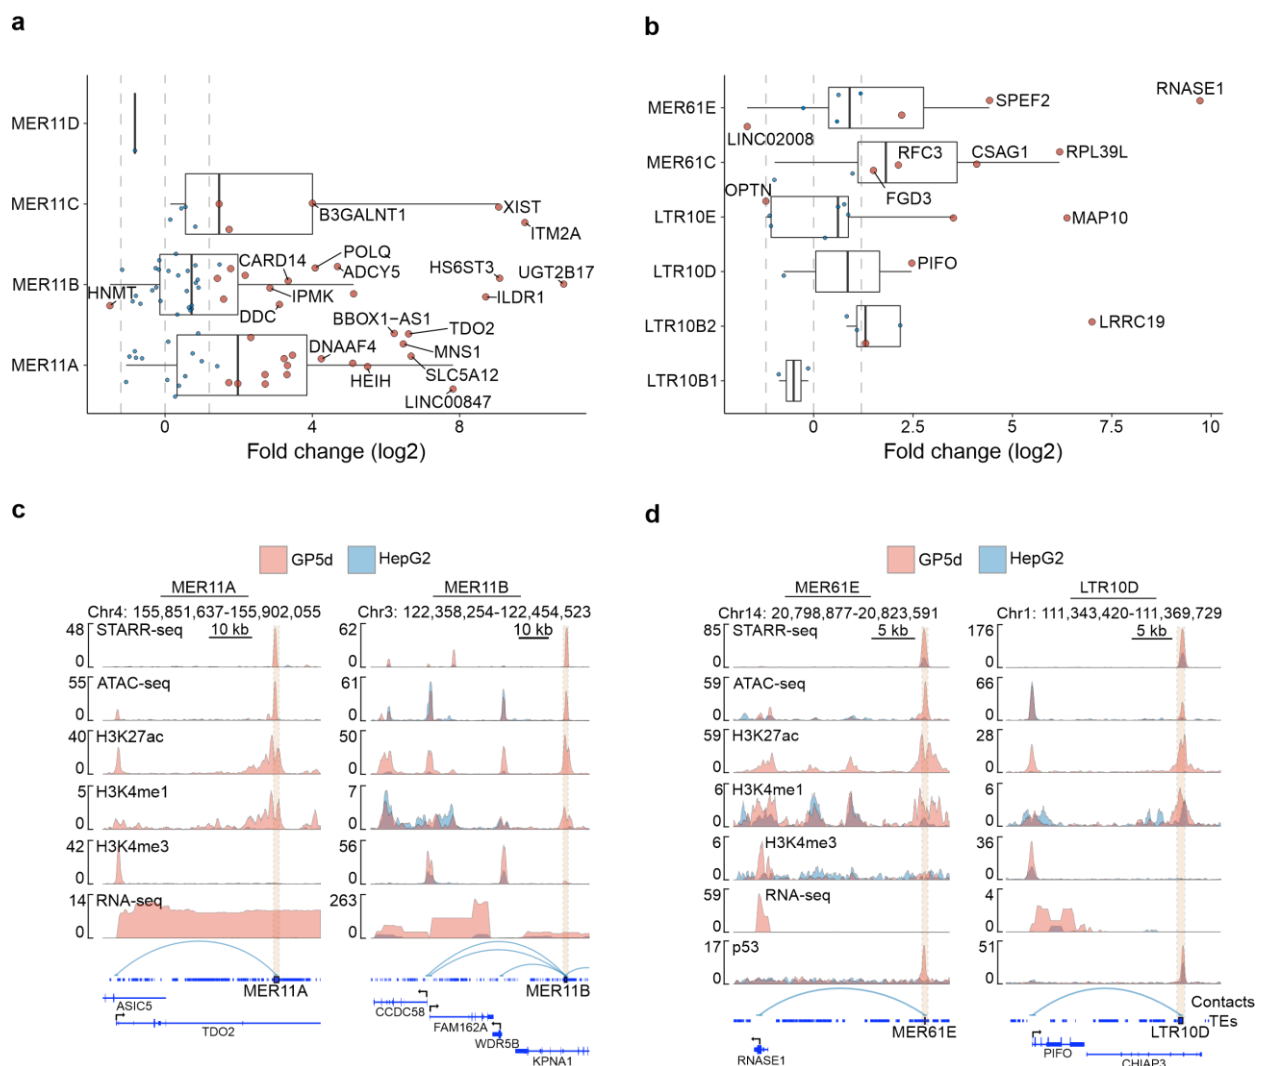 a
MER11D
MER11C
MER11B
MER11A
B3GALNT1
XIST
ITM2A
CARD14
POLQ
ADCY5
HS6ST3
UGT2B17
HNMT
IPMK
ILDR1
DDC
BBOX1−AS1
TDO2
DNAAF4
MNS1
HEIH
SLC5A12
LINC00847
0 4 8
Fold change (log2)
b
MER61E
MER61C
LTR10E
LTR10D
LTR10B2
LTR10B1
RNASE1
SPEF2
LINC02008
RFC3
CSAG1
RPL39L
OPTN
FGD3
MAP10
PIFO
LRRC19
0 2.5 5 7.5 10
Fold change (log2)
c
GP5d HepG2
MER11A
Chr4: 155,851,637-155,902,055
10 kb
48 STARR-seq
0
55 ATAC-seq
0
40 H3K27ac
0
5 H3K4me1
0
42 H3K4me3
0
14 RNA-seq
0
MER11A
ASIC5
TDO2
MER11B
Chr3: 122,358,254-122,454,523
10 kb
62
0
61
0
50
0
7
0
56
0
263
0
MER11B
CCDC58
FAM162A
WDR5B
KPNA1
d
GP5d HepG2
MER61E
Chr14: 20,798,877-20,823,591
5 kb
85 STARR-seq
0
59 ATAC-seq
0
59 H3K27ac
0
6 H3K4me1
0
6 H3K4me3
0
59 RNA-seq
0
17 p53
0
MER61E
RNASE1
LTR10D
Chr1: 111,343,420-111,369,729
5 kb
176
0
66
0
28
0
6
0
36
0
4
0
51
0
Contacts
TEs
LTR10D
PIFO
CHIAP3